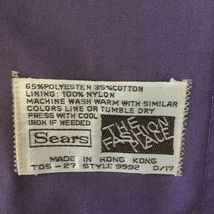 65% POLYESTER 35% COTTON
LINING: 100% NYLON
MACHINE WASH WARM WITH SIMILAR
COLORS LINE OR TUMBLE DRY
PRESS WITH COOL
IRON IF NEEDED
Sears
THE
FASHION
PLACE
MADE IN HONG KONG
TOS-27 STYLE 9992 D/17